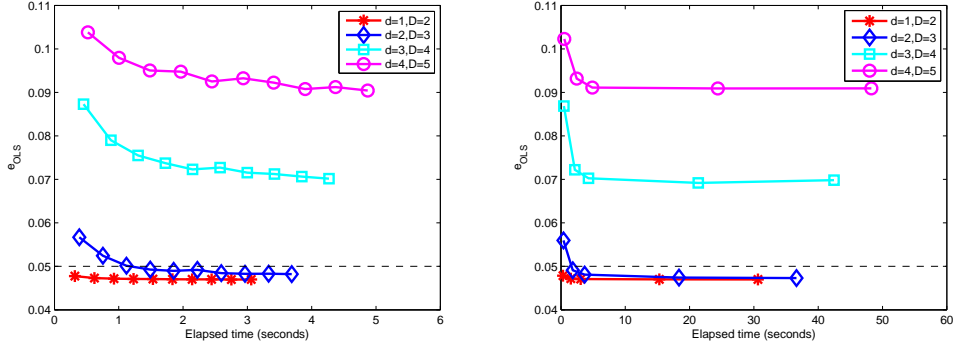 0.11
0.1
0.09
0.08
0.07
0.06
0.05
0.04
e_OLS
0 1 2 3 4 5 6
Elapsed time (seconds)
d=1,D=2
d=2,D=3
d=3,D=4
d=4,D=5
0.11
0.1
0.09
0.08
0.07
0.06
0.05
0.04
e_OLS
0 10 20 30 40 50 60
Elapsed time (seconds)
d=1,D=2
d=2,D=3
d=3,D=4
d=4,D=5